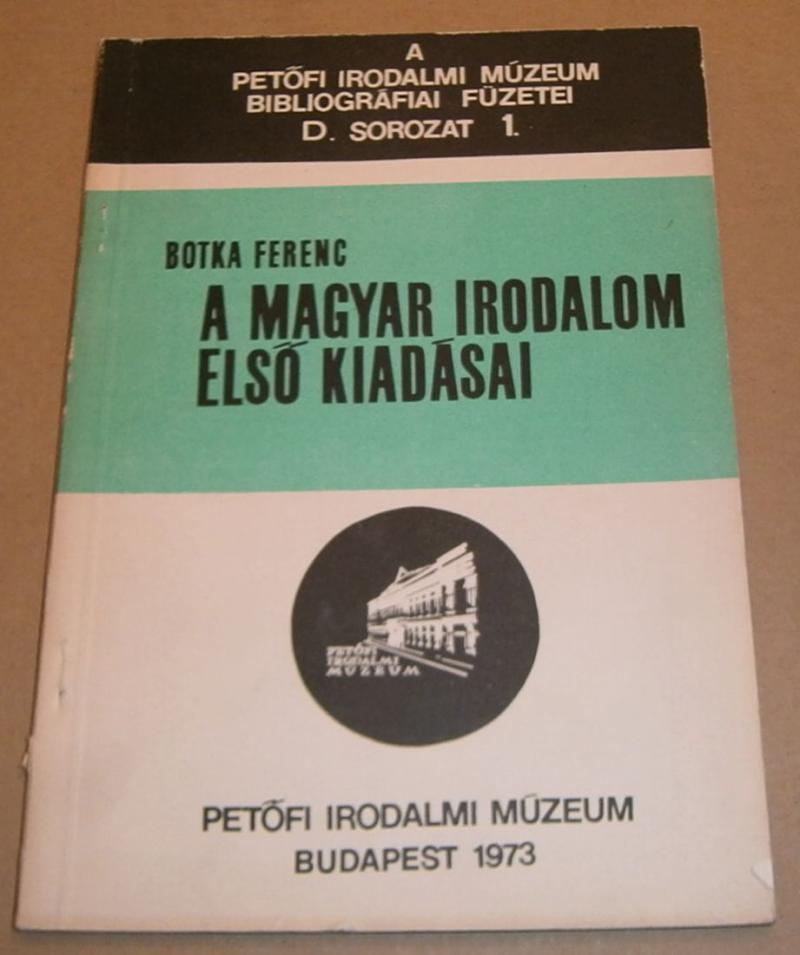 A
PETŐFI IRODALMI MÚZEUM
BIBLIOGRÁFIAI FÜZETEI
D. SOROZAT 1.
BOTKA FERENC
A MAGYAR IRODALOM
ELSŐ KIADÁSAI
PETŐFI
IRODALMI
MÚZEUM
PETŐFI IRODALMI MÚZEUM
BUDAPEST 1973